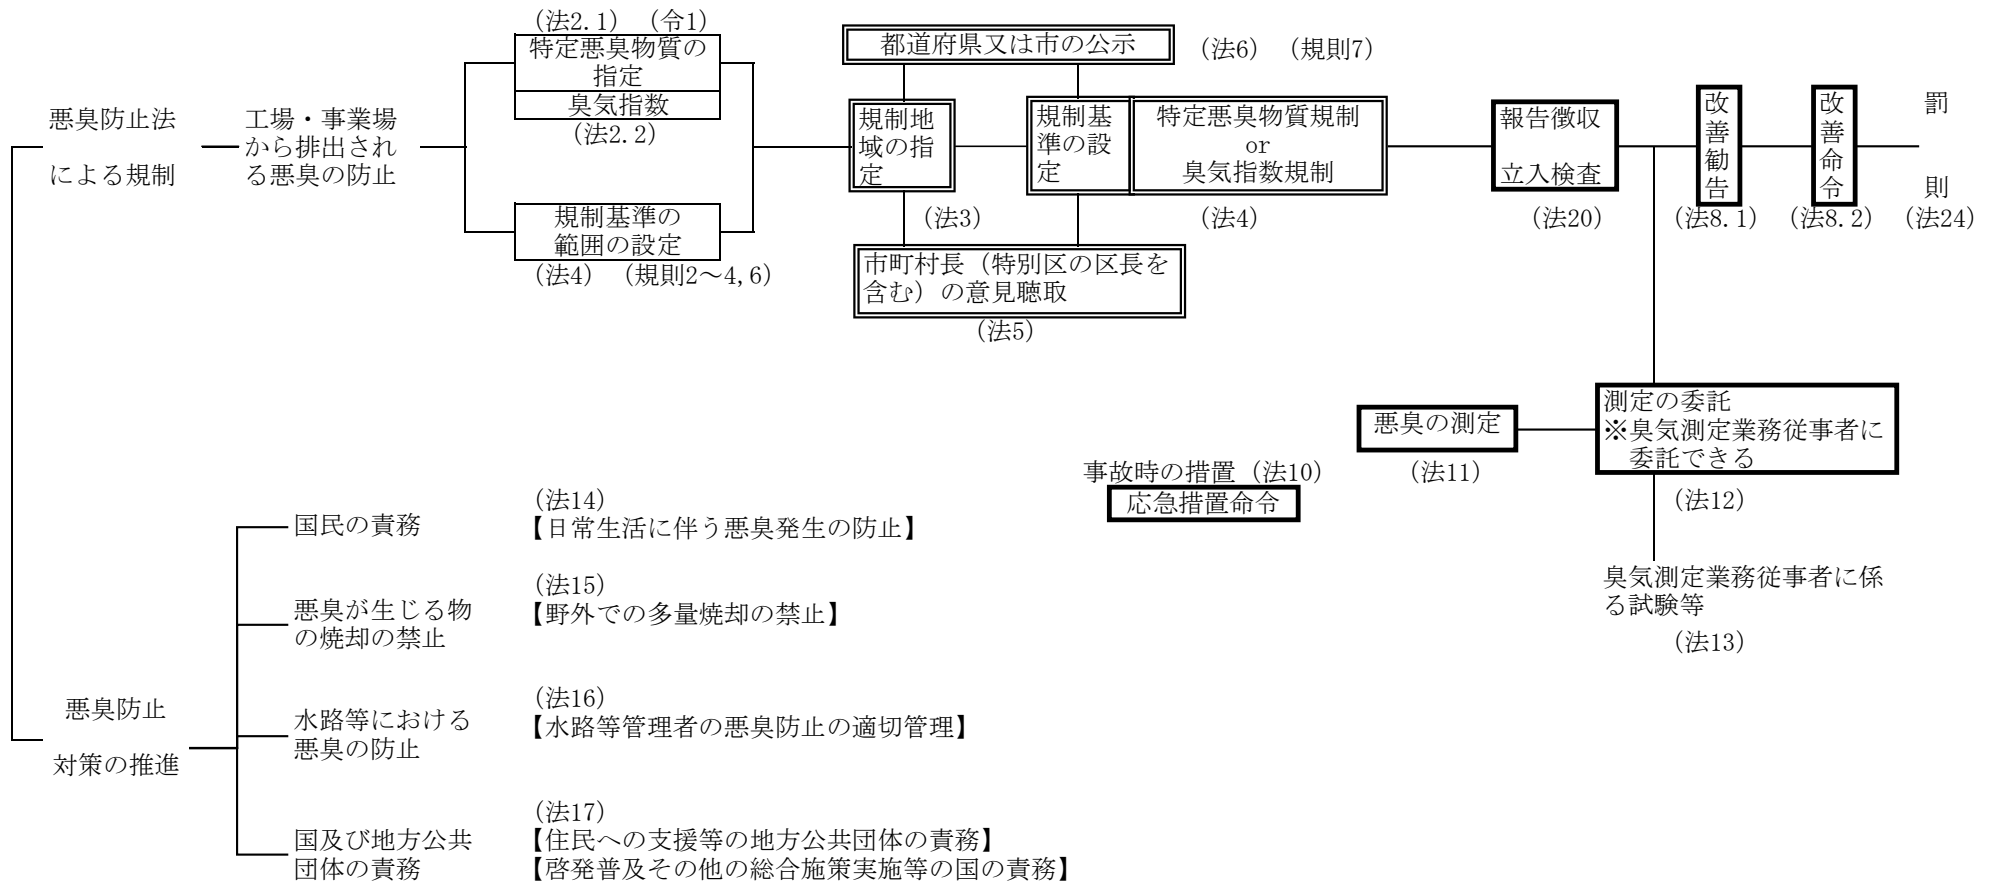 悪臭防止法
による規制
工場・事業場
から排出され
る悪臭の防止
（法2.1）（令1）
特定悪臭物質の
指定
臭気指数
（法2.2）
規制基準の
範囲の設定
（法4）（規則2～4,6）
都道府県又は市の公示
（法6）（規則7）
規制地
域の指
定
（法3）
規制基
準の設
定
特定悪臭物質規制
or
臭気指数規制
（法4）
市町村長（特別区の区長を
含む）の意見聴取
（法5）
報告徴収
立入検査
（法20）
改善勧告
（法8.1）
改善命令
（法8.2）
罰則
（法24）
悪臭の測定
（法11）
測定の委託
※臭気測定業務従事者に
委託できる
（法12）
臭気測定業務従事者に係
る試験等
（法13）
事故時の措置（法10）
応急措置命令
悪臭防止
対策の推進
国民の責務
（法14）
【日常生活に伴う悪臭発生の防止】
悪臭が生じる物
の焼却の禁止
（法15）
【野外での多量焼却の禁止】
水路等における
悪臭の防止
（法16）
【水路等管理者の悪臭防止の適切管理】
国及び地方公共
団体の責務
（法17）
【住民への支援等の地方公共団体の責務】
【啓発普及その他の総合施策実施等の国の責務】